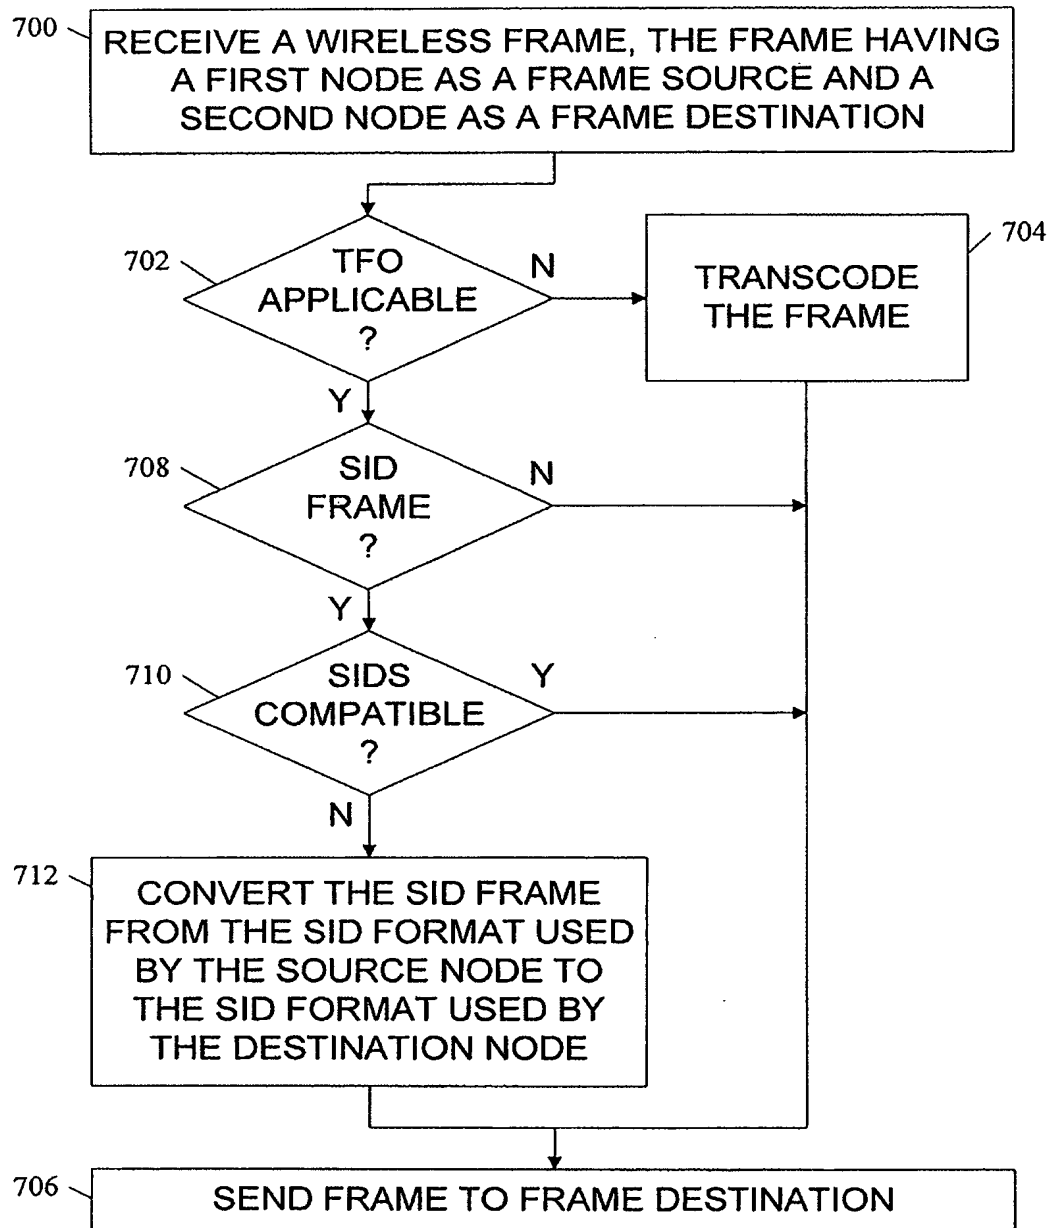 700
RECEIVE A WIRELESS FRAME, THE FRAME HAVING
A FIRST NODE AS A FRAME SOURCE AND A
SECOND NODE AS A FRAME DESTINATION
702
TFO
APPLICABLE
?
N
Y
704
TRANSCODE
THE FRAME
708
SID
FRAME
?
N
Y
710
SIDS
COMPATIBLE
?
Y
N
712
CONVERT THE SID FRAME
FROM THE SID FORMAT USED
BY THE SOURCE NODE TO
THE SID FORMAT USED BY
THE DESTINATION NODE
706
SEND FRAME TO FRAME DESTINATION